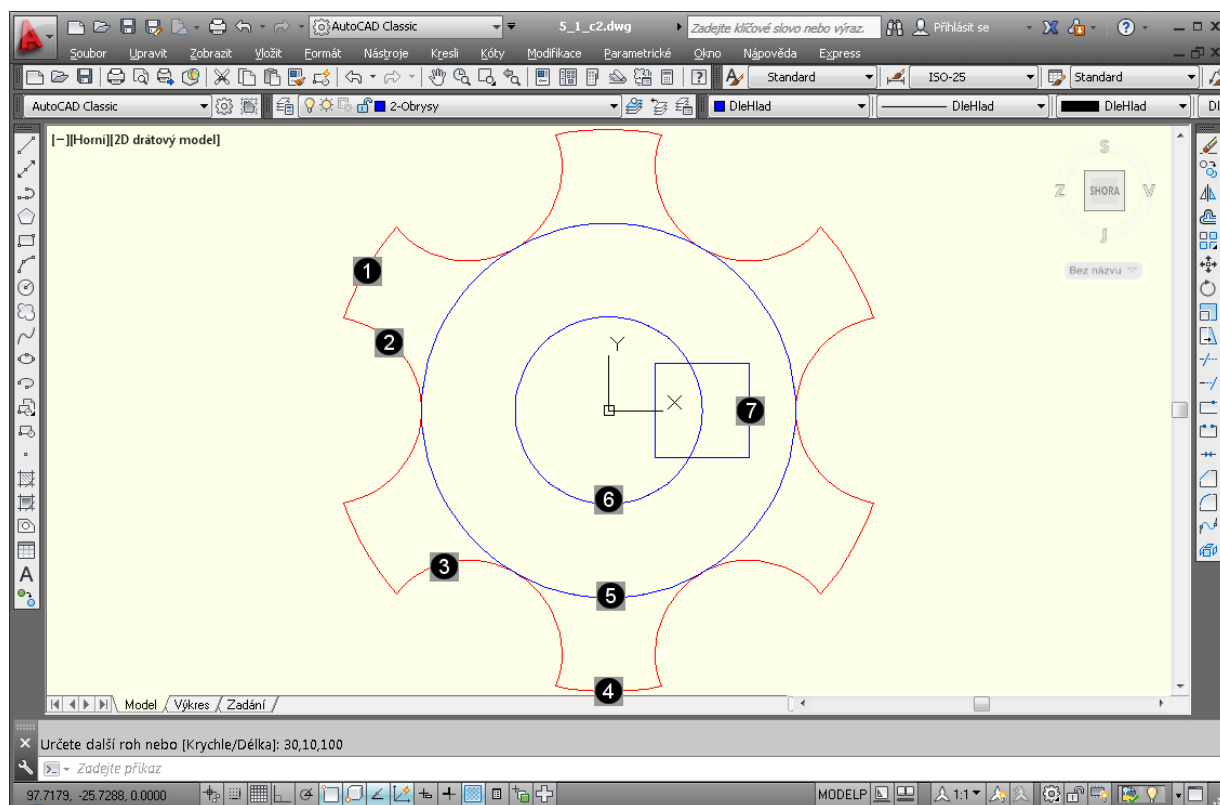 AutoCAD Classic
5_1_c2.dwg
Zadejte klíčové slovo nebo výraz.
Přihlásit se
Soubor Upravit Zobrazit Vložit Formát Nástroje Kresli Kóty Modifikace Parametrické Okno Nápověda Express
Standard ISO-25 Standard
AutoCAD Classic 2-Obrysy DleHlad DleHlad DleHlad Dl
[−][Horní][2D drátový model]
S
Z SHORA V
J
Bez názvu
1
2
Y
X
7
6
3
5
4
Model Výkres Zadání
Určete další roh nebo [Krychle/Délka]: 30,10,100
Zadejte příkaz
97.7179, -25.7288, 0.0000 MODELP 1:1